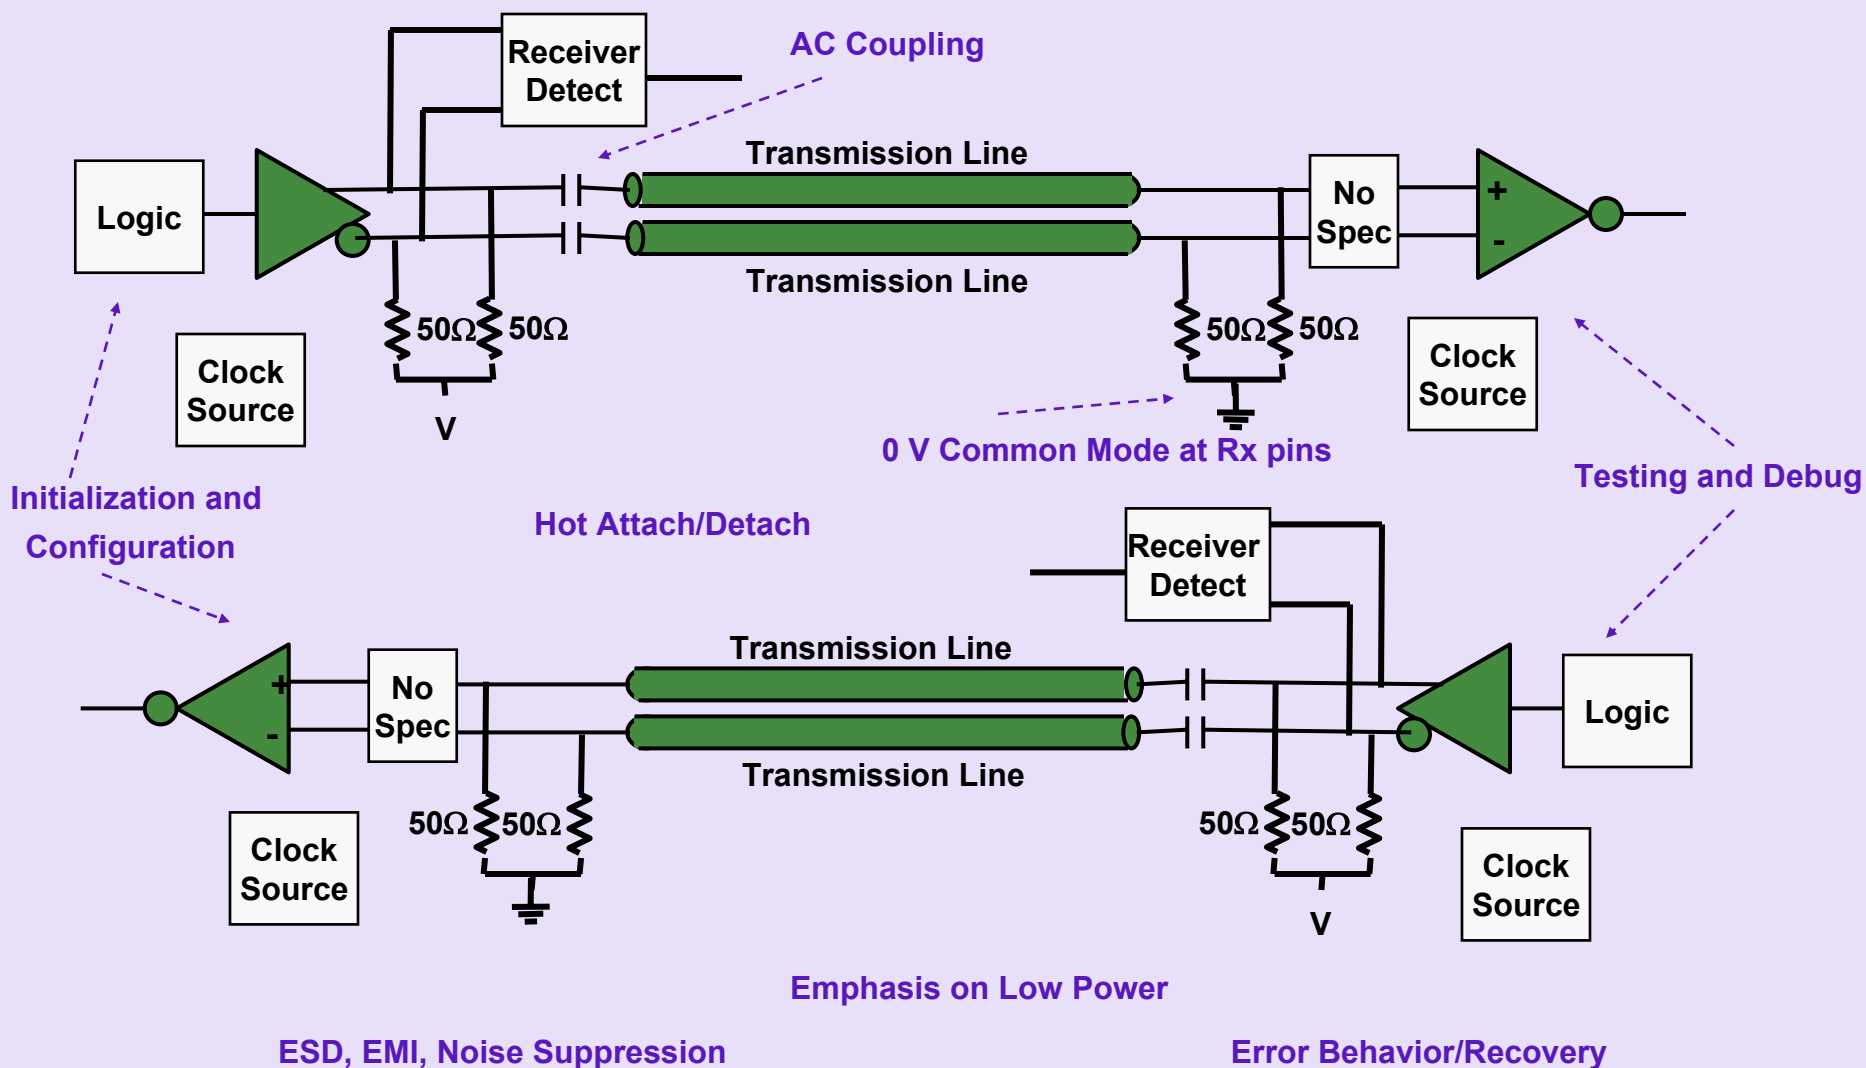 AC Coupling
Receiver
Detect
Transmission Line
Logic
No
Spec
+
-
Transmission Line
50Ω
50Ω
50Ω
50Ω
Clock
Source
Clock
Source
V
0 V Common Mode at Rx pins
Testing and Debug
Initialization and
Configuration
Hot Attach/Detach
Receiver
Detect
Transmission Line
+
-
No
Spec
Logic
Transmission Line
50Ω
50Ω
50Ω
50Ω
Clock
Source
Clock
Source
V
Emphasis on Low Power
ESD, EMI, Noise Suppression
Error Behavior/Recovery